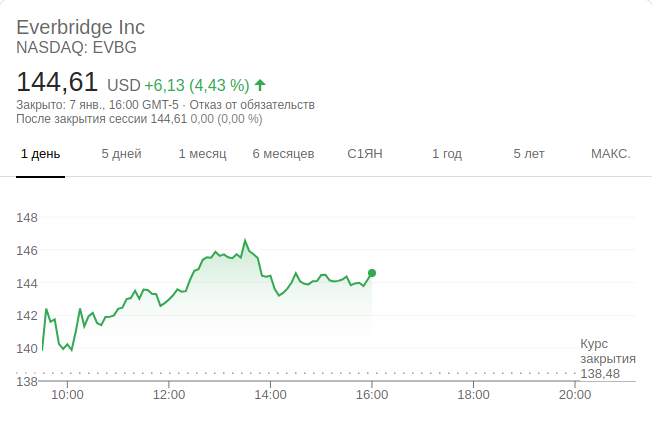 Everbridge Inc
NASDAQ: EVBG
144,61 USD +6,13 (4,43 %)
Закрыто: 7 янв., 16:00 GMT-5 · Отказ от обязательств
После закрытия сессии 144,61 0,00 (0,00 %)
1 день 5 дней 1 месяц 6 месяцев С1ЯН 1 год 5 лет МАКС.
148
146
144
142
140
138
Курс
закрытия
138,48
10:00 12:00 14:00 16:00 18:00 20:00